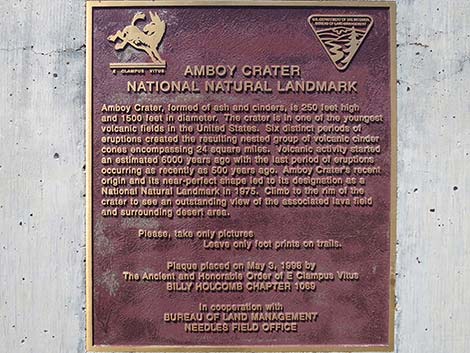 E CLAMPUS VITUS
U.S. DEPARTMENT OF THE INTERIOR
BUREAU OF LAND MANAGEMENT
AMBOY CRATER
NATIONAL NATURAL LANDMARK
Amboy Crater, formed of ash and cinders, is 250 feet high
and 1500 feet in diameter. The crater is in one of the youngest
volcanic fields in the United States. Six distinct periods of
eruptions created the resulting nested group of volcanic cinder
cones encompassing 24 square miles. Volcanic activity started
an estimated 6000 years ago with the last period of eruptions
occurring as recently as 500 years ago. Amboy Crater's recent
origin and its near-perfect shape led to its designation as a
National Natural Landmark in 1973. Climb to the rim of the
crater to see an outstanding view of the associated lava field
and surrounding desert area.
Please, take only pictures
Leave only foot prints on trails.
Plaque placed on May 3, 1998 by
The Ancient and Honorable Order of E Clampus Vitus
BILLY HOLCOMB CHAPTER 1069
In cooperation with
BUREAU OF LAND MANAGEMENT
NEEDLES FIELD OFFICE